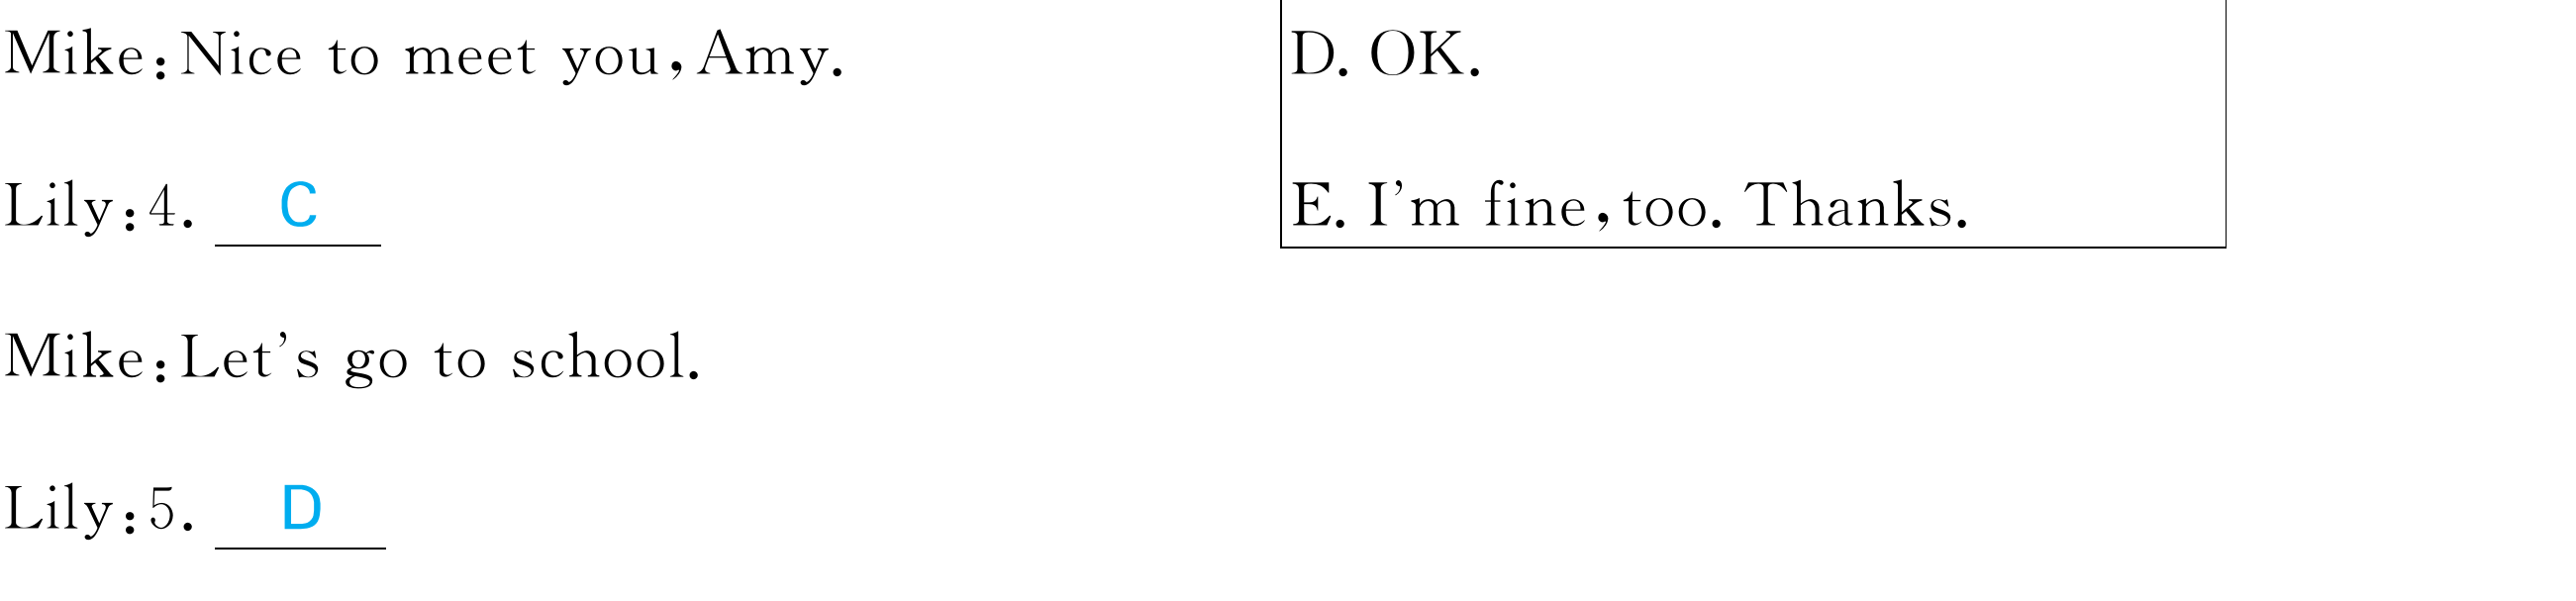 Mike:Nice to meet you,Amy.
Lily:4. C
Mike:Let's go to school.
Lily:5. D
D. OK.
E. I'm fine,too. Thanks.